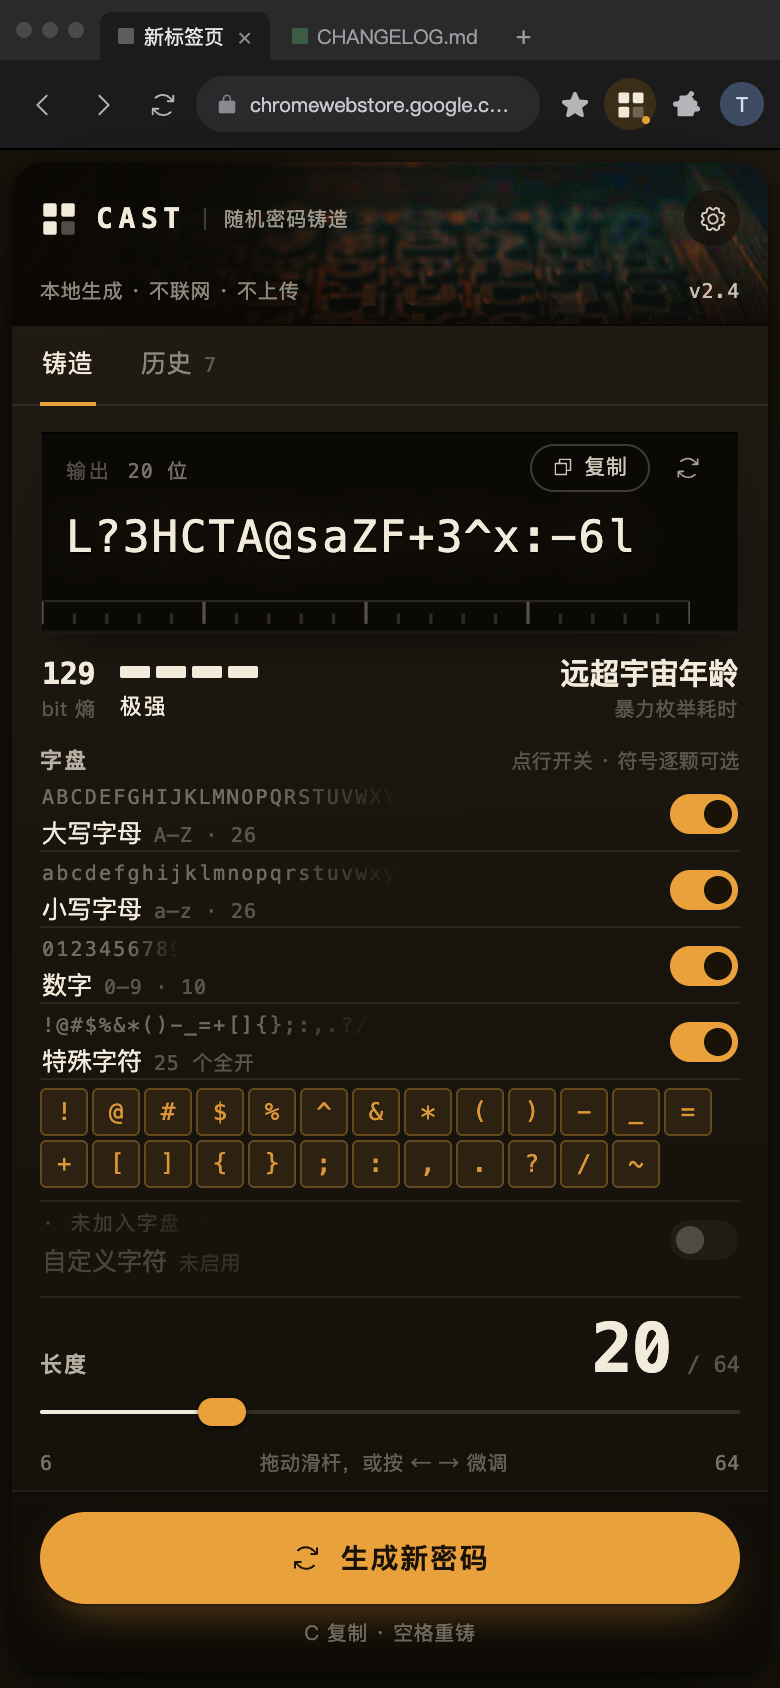 新标签页 × CHANGELOG.md +
chromewebstore.google.c... T
CAST 随机密码铸造
本地生成 · 不联网 · 不上传 v2.4
铸造 历史 7
输出 20 位 复制
L?3HCTA@saZF+3^x:-6l
129 远超宇宙年龄
bit 熵 极强 暴力枚举耗时
字盘 点行开关 · 符号逐颗可选
ABCDEFGHIJKLMNOPQRSTUVWXY
大写字母 A–Z · 26
abcdefghijklmnopqrstuvwxy
小写字母 a–z · 26
0123456789
数字 0–9 · 10
!@#$%&*()-_=+[]{};:,.?/
特殊字符 25 个全开
! @ # $ % ^ & * ( ) - _ =
+ [ ] { } ; : , . ? / ~
· 未加入字盘
自定义字符 未启用
长度 20 / 64
6 拖动滑杆，或按 ← → 微调 64
生成新密码
C 复制 · 空格重铸